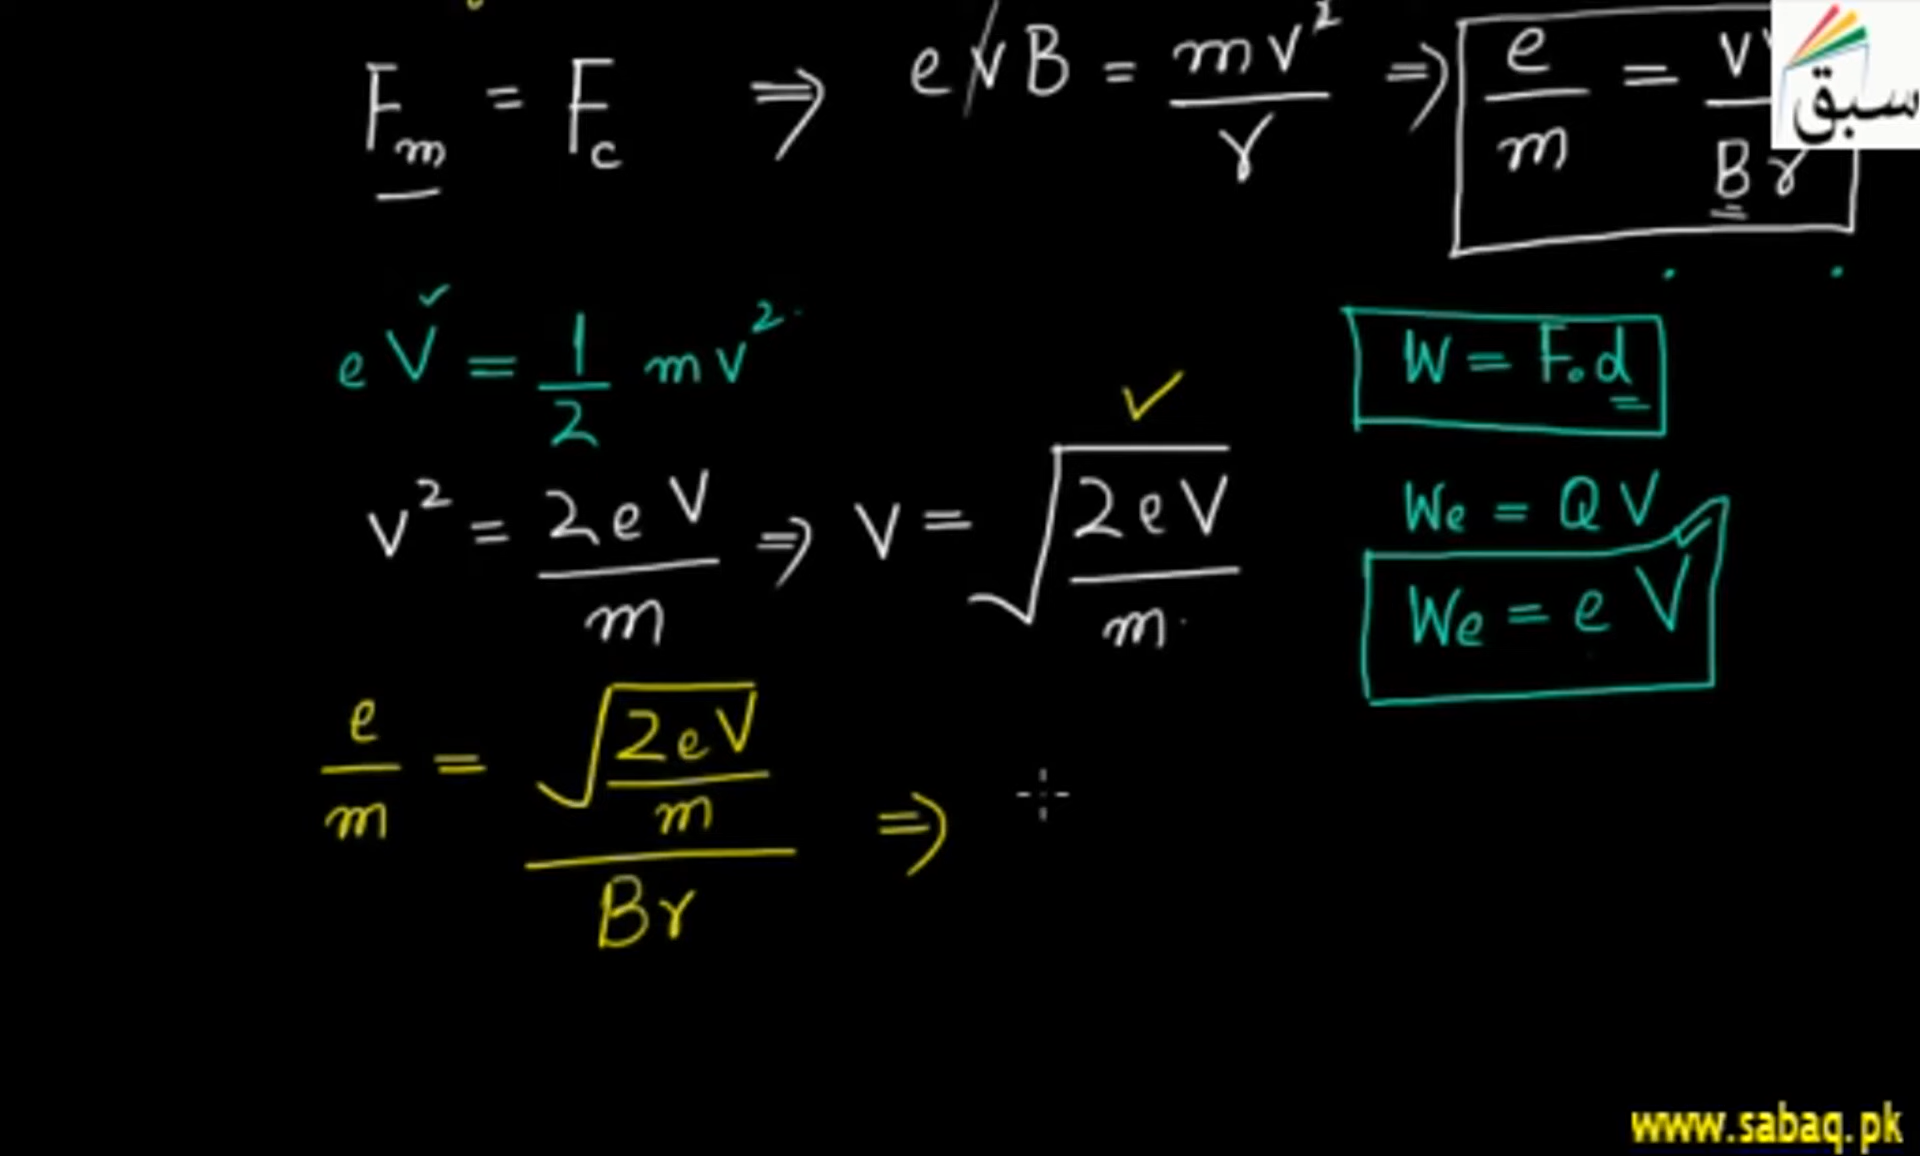 Fm = Fc ⇒ evB = mv²/r ⇒ e/m = v/Br
سبق
eV = 1/2 mv²
W = F.d
v² = 2eV/m ⇒ v = √(2eV/m)
We = QV
We = eV
e/m = √(2eV/m)/Br ⇒
www.sabaq.pk